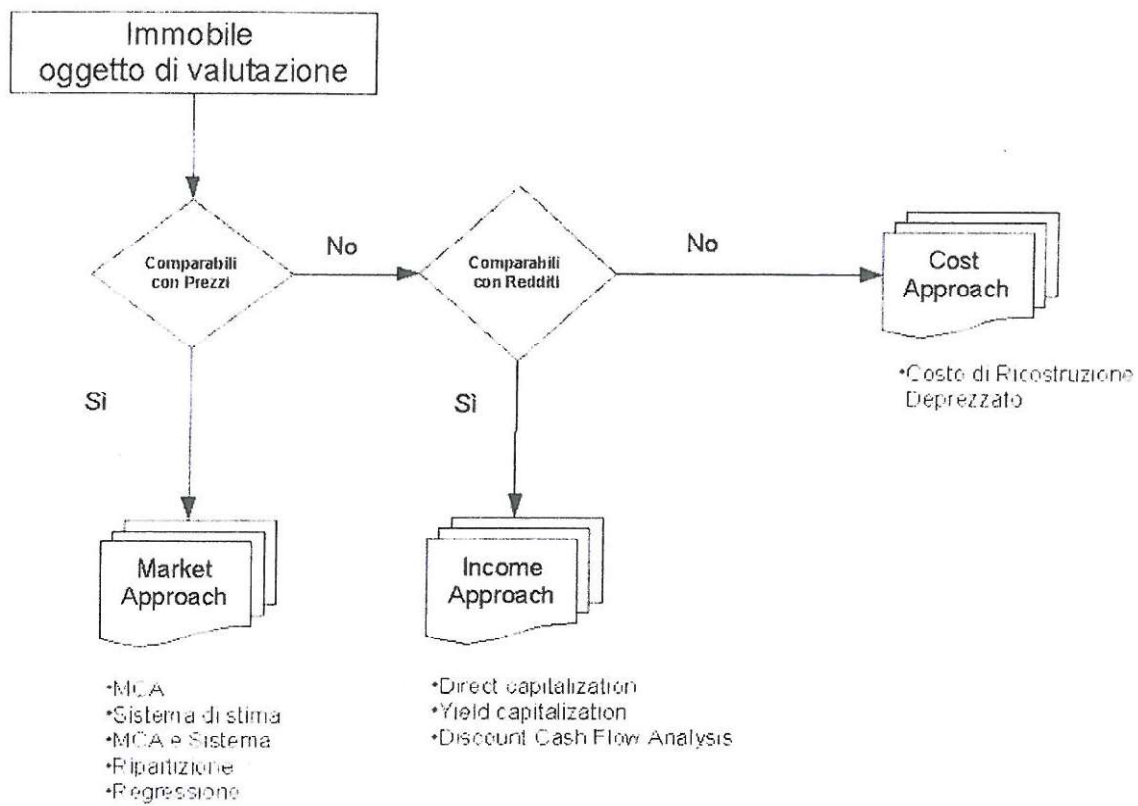 Immobile
oggetto di valutazione
Comparabili
con Prezzi
No
Comparabili
con Redditi
No
Cost
Approach
•Costo di Ricostruzione
Deprezzato
Sì
Sì
Market
Approach
Income
Approach
•MCA
•Sistema di stima
•MCA e Sistema
•Ripartizione
•Regressione
•Direct capitalization
•Yield capitalization
•Discount Cash Flow Analysis